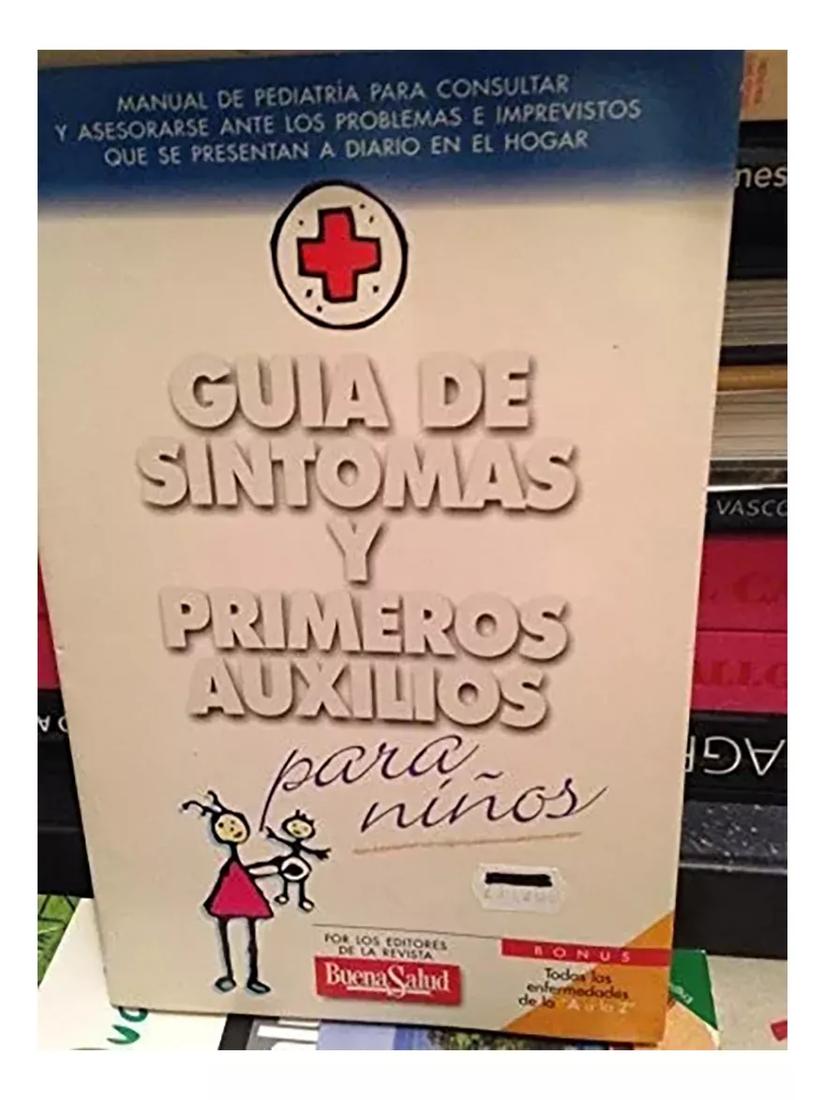 MANUAL DE PEDIATRÍA PARA CONSULTAR
Y ASESORARSE ANTE LOS PROBLEMAS E IMPREVISTOS
QUE SE PRESENTAN A DIARIO EN EL HOGAR
GUIA DE
SINTOMAS
Y
PRIMEROS
AUXILIOS
para
niños
POR LOS EDITORES
DE LA REVISTA
BuenaSalud
BONUS
Todas las
enfermedades
de la "A a la Z"
nes
VASCO